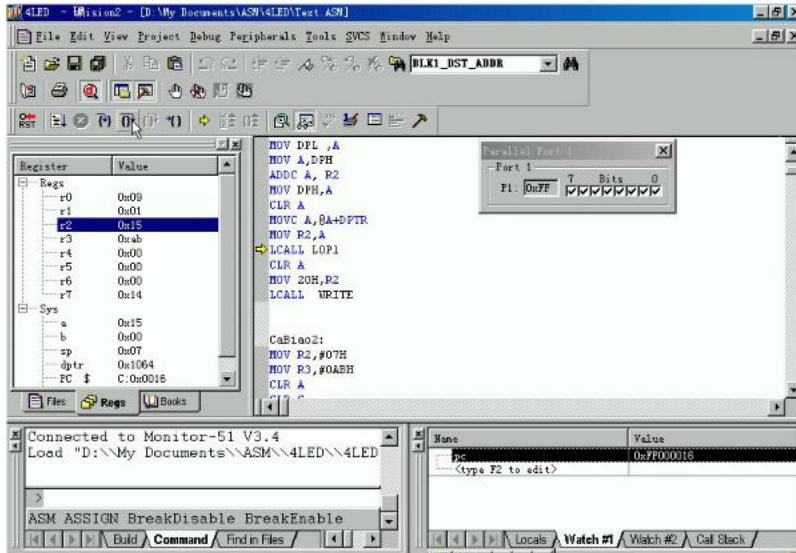 4LED - µVision2 - [D:\My Documents\ASM\4LED\Text.ASM]
File Edit View Project Debug Peripherals Tools SVCS Window Help
BLK1_DST_ADDR
RST
Register Value
Regs
r0 0x09
r1 0x01
r2 0x15
r3 0xab
r4 0x00
r5 0x00
r6 0x00
r7 0x14
Sys
a 0x15
b 0x00
sp 0x07
dptr 0x1064
PC $ C:0x0016
Files Regs Books
MOV DPL ,A
MOV A,DPH
ADDC A, R2
MOV DPH,A
CLR A
MOVC A,@A+DPTR
MOV R2,A
LCALL LOP1
CLR A
MOV 20H,R2
LCALL WRITE
CaBiao2:
MOV R2,#07H
MOV R3,#0ABH
CLR A
Parallel Port 1
Port 1
7 Bits 0
P1: 0xFF
Connected to Monitor-51 V3.4
Load "D:\\My Documents\\ASM\\4LED\\4LED
>
ASM ASSIGN BreakDisable BreakEnable
Build Command Find in Files
Name Value
pc 0xFF000016
<type F2 to edit>
Locals Watch #1 Watch #2 Call Stack